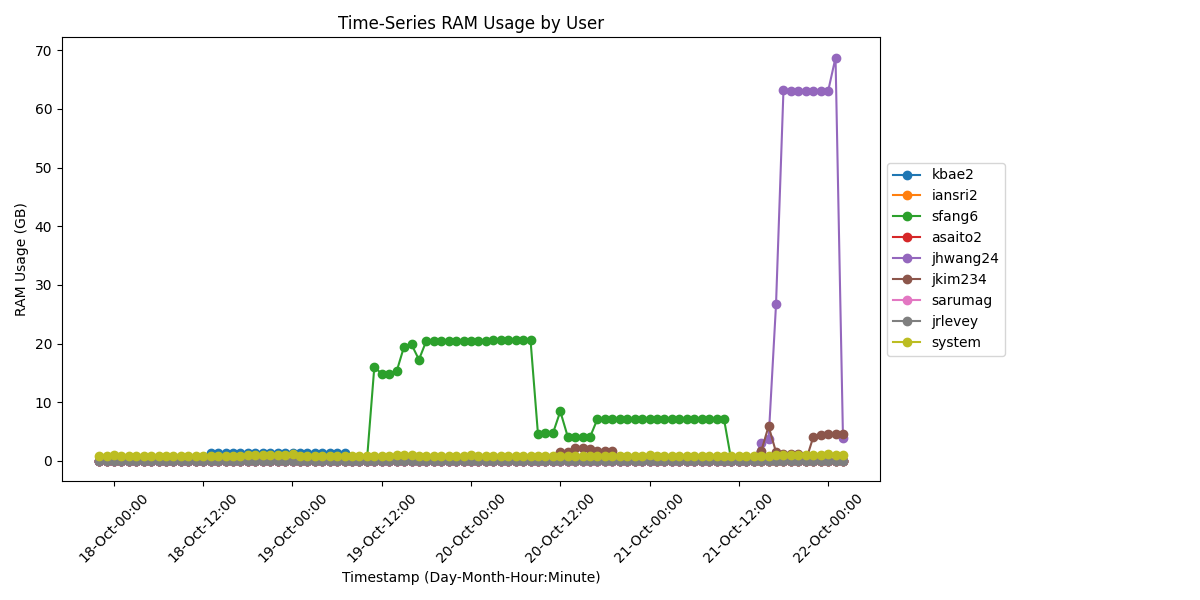 Time-Series RAM Usage by User
70
60
50
40
30
20
10
0
RAM Usage (GB)
18-Oct-00:00
18-Oct-12:00
19-Oct-00:00
19-Oct-12:00
20-Oct-00:00
20-Oct-12:00
21-Oct-00:00
21-Oct-12:00
22-Oct-00:00
Timestamp (Day-Month-Hour:Minute)
kbae2
iansri2
sfang6
asaito2
jhwang24
jkim234
sarumag
jrlevey
system